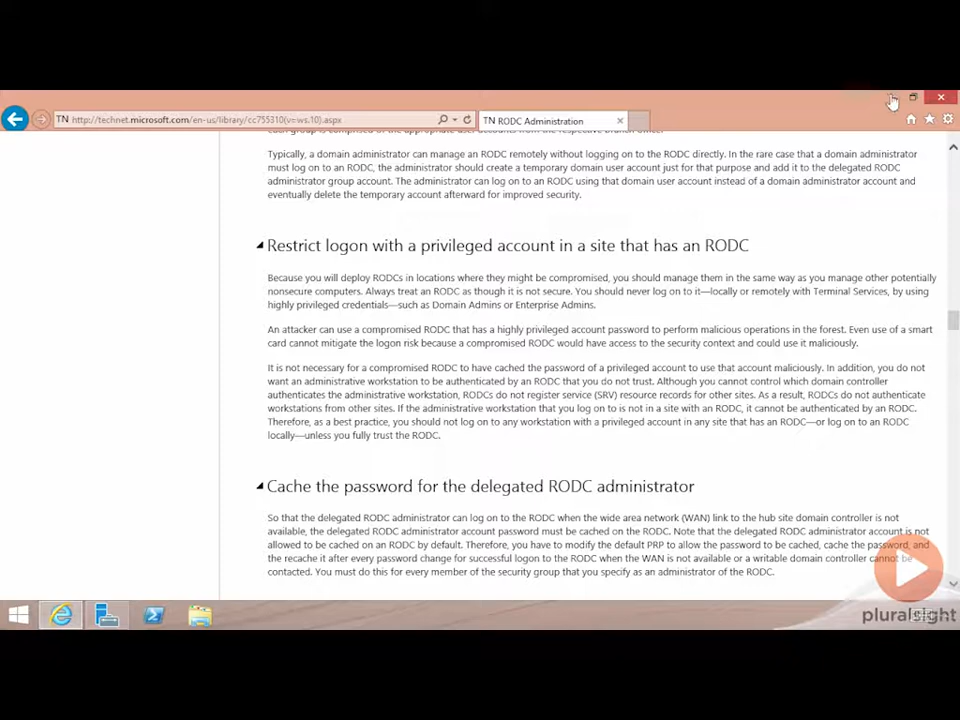 TN http://technet.microsoft.com/en-us/library/cc755310(v=ws.10).aspx
TN RODC Administration
each group is comprised of the appropriate user accounts from the respective branch office.
Typically, a domain administrator can manage an RODC remotely without logging on to the RODC directly. In the rare case that a domain administrator
must log on to an RODC, the administrator should create a temporary domain user account just for that purpose and add it to the delegated RODC
administrator group account. The administrator can log on to an RODC using that domain user account instead of a domain administrator account and
eventually delete the temporary account afterward for improved security.
Restrict logon with a privileged account in a site that has an RODC
Because you will deploy RODCs in locations where they might be compromised, you should manage them in the same way as you manage other potentially
nonsecure computers. Always treat an RODC as though it is not secure. You should never log on to it—locally or remotely with Terminal Services, by using
highly privileged credentials—such as Domain Admins or Enterprise Admins.
An attacker can use a compromised RODC that has a highly privileged account password to perform malicious operations in the forest. Even use of a smart
card cannot mitigate the logon risk because a compromised RODC would have access to the security context and could use it maliciously.
It is not necessary for a compromised RODC to have cached the password of a privileged account to use that account maliciously. In addition, you do not
want an administrative workstation to be authenticated by an RODC that you do not trust. Although you cannot control which domain controller
authenticates the administrative workstation, RODCs do not register service (SRV) resource records for other sites. As a result, RODCs do not authenticate
workstations from other sites. If the administrative workstation that you log on to is not in a site with an RODC, it cannot be authenticated by an RODC.
Therefore, as a best practice, you should not log on to any workstation with a privileged account in any site that has an RODC—or log on to an RODC
locally—unless you fully trust the RODC.
Cache the password for the delegated RODC administrator
So that the delegated RODC administrator can log on to the RODC when the wide area network (WAN) link to the hub site domain controller is not
available, the delegated RODC administrator account password must be cached on the RODC. Note that the delegated RODC administrator account is not
allowed to be cached on an RODC by default. Therefore, you have to modify the default PRP to allow the password to be cached, cache the password, and
the recache it after every password change for successful logon to the RODC when the WAN is not available or a writable domain controller cannot be
contacted. You must do this for every member of the security group that you specify as an administrator of the RODC.
pluralsight